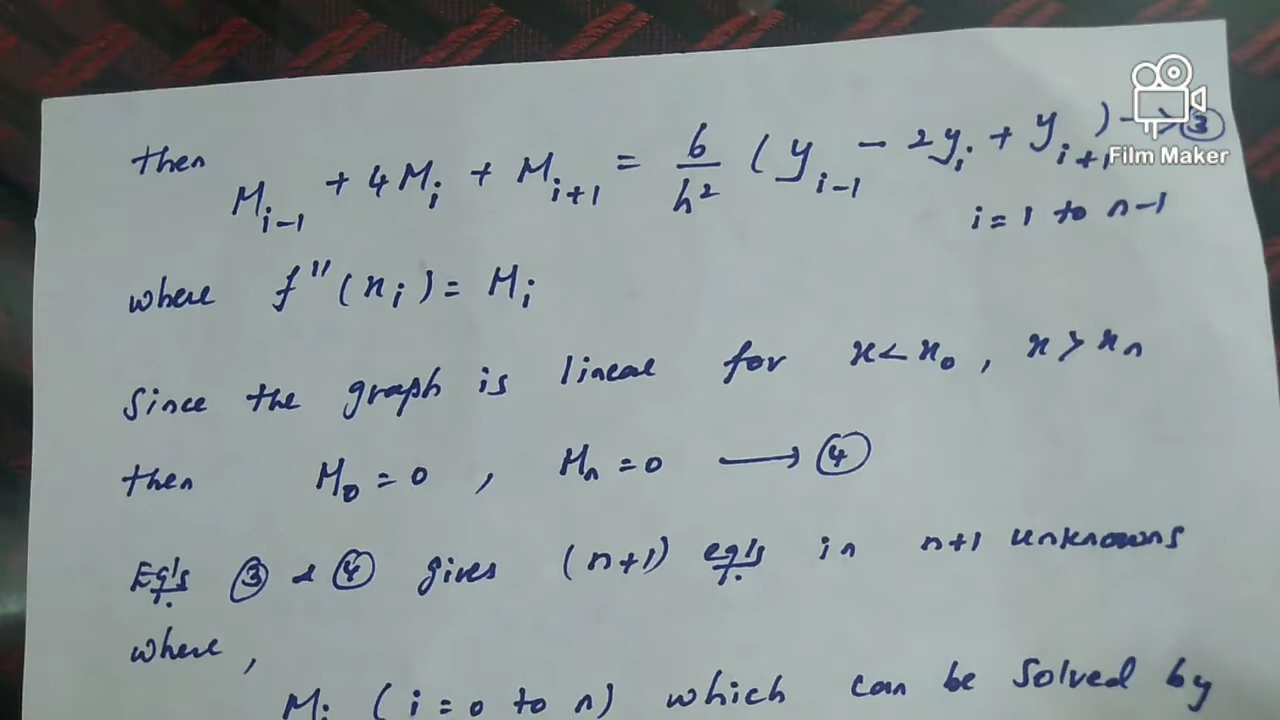 then M_{i-1} + 4M_i + M_{i+1} = 6/h² (y_{i-1} - 2y_i + y_{i+1}) → ③
Film Maker
i = 1 to n-1
where f''(x_i) = M_i
Since the graph is linear for x < x_0 , x > x_n
then M_0 = 0 , M_n = 0 ⟶ ④
Eq's ③ & ④ gives (n+1) eq's in n+1 unknowns
where ,
M_i (i = 0 to n) which can be solved by